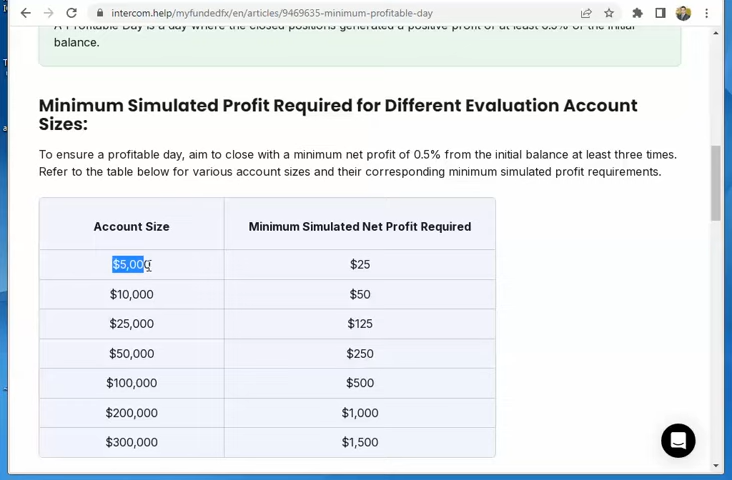 intercom.help/myfundedfx/en/articles/9469635-minimum-profitable-day
balance.
Minimum Simulated Profit Required for Different Evaluation Account
Sizes:
To ensure a profitable day, aim to close with a minimum net profit of 0.5% from the initial balance at least three times.
Refer to the table below for various account sizes and their corresponding minimum simulated profit requirements.
Account Size Minimum Simulated Net Profit Required
$5,000 $25
$10,000 $50
$25,000 $125
$50,000 $250
$100,000 $500
$200,000 $1,000
$300,000 $1,500